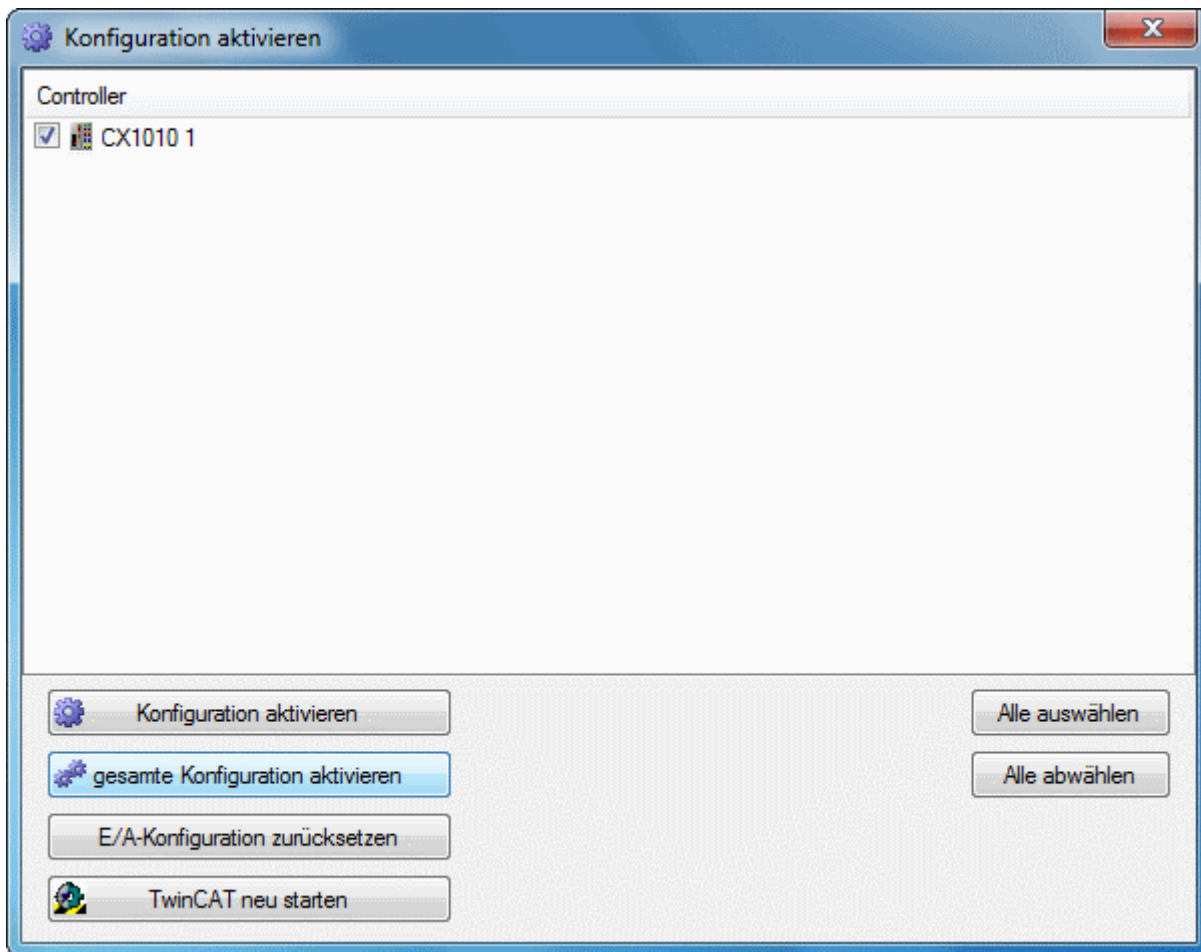 Konfiguration aktivieren
Controller
CX1010 1
Konfiguration aktivieren
Alle auswählen
gesamte Konfiguration aktivieren
Alle abwählen
E/A-Konfiguration zurücksetzen
TwinCAT neu starten